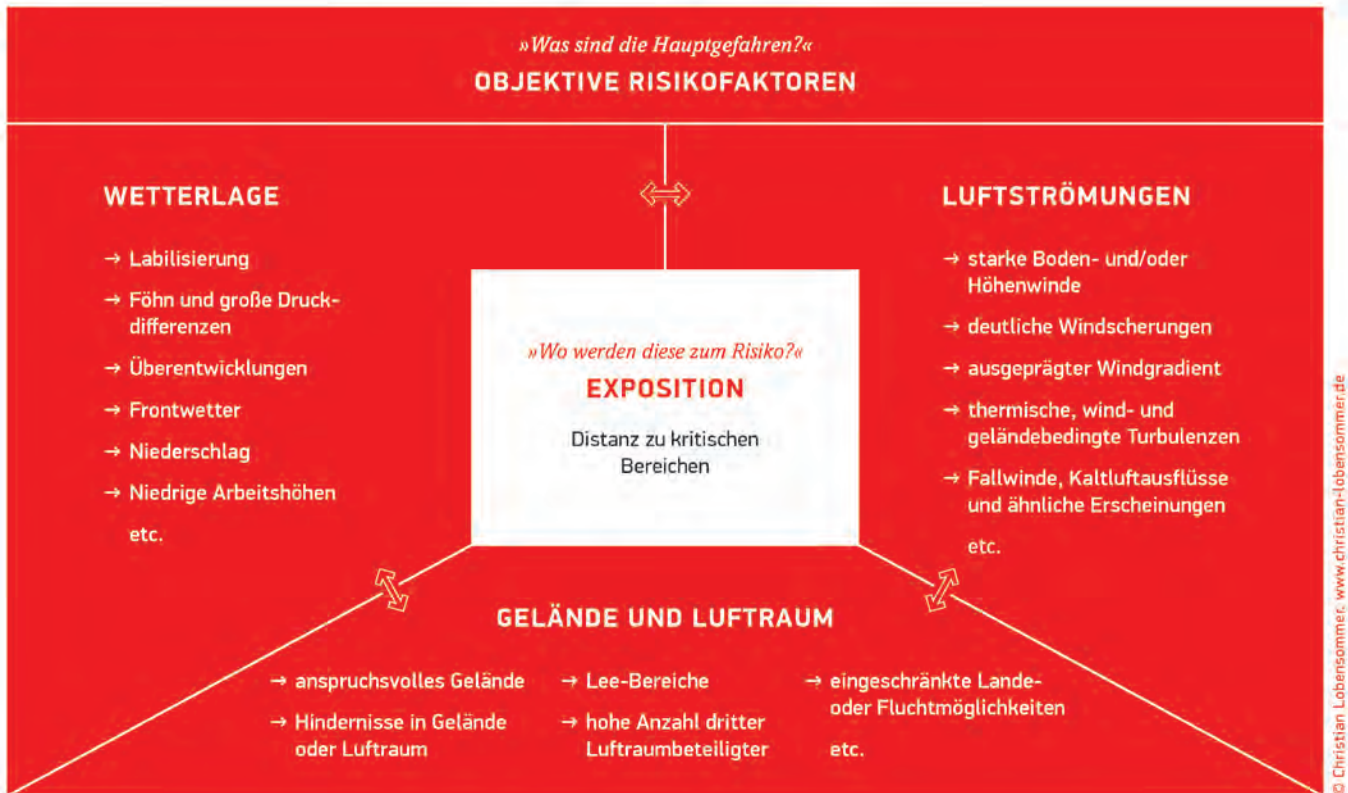 »Was sind die Hauptgefahren?«
OBJEKTIVE RISIKOFAKTOREN
WETTERLAGE
→ Labilisierung
→ Föhn und große Druck-
differenzen
→ Überentwicklungen
→ Frontwetter
→ Niederschlag
→ Niedrige Arbeitshöhen
etc.
»Wo werden diese zum Risiko?«
EXPOSITION
Distanz zu kritischen
Bereichen
LUFTSTRÖMUNGEN
→ starke Boden- und/oder
Höhenwinde
→ deutliche Windscherungen
→ ausgeprägter Windgradient
→ thermische, wind- und
geländebedingte Turbulenzen
→ Fallwinde, Kaltluftausflüsse
und ähnliche Erscheinungen
etc.
GELÄNDE UND LUFTRAUM
→ anspruchsvolles Gelände
→ Hindernisse in Gelände
oder Luftraum
→ Lee-Bereiche
→ hohe Anzahl dritter
Luftraumbeteiligter
→ eingeschränkte Lande-
oder Fluchtmöglichkeiten
etc.
© Christian Lobensommer, www.christian-lobensommer.de